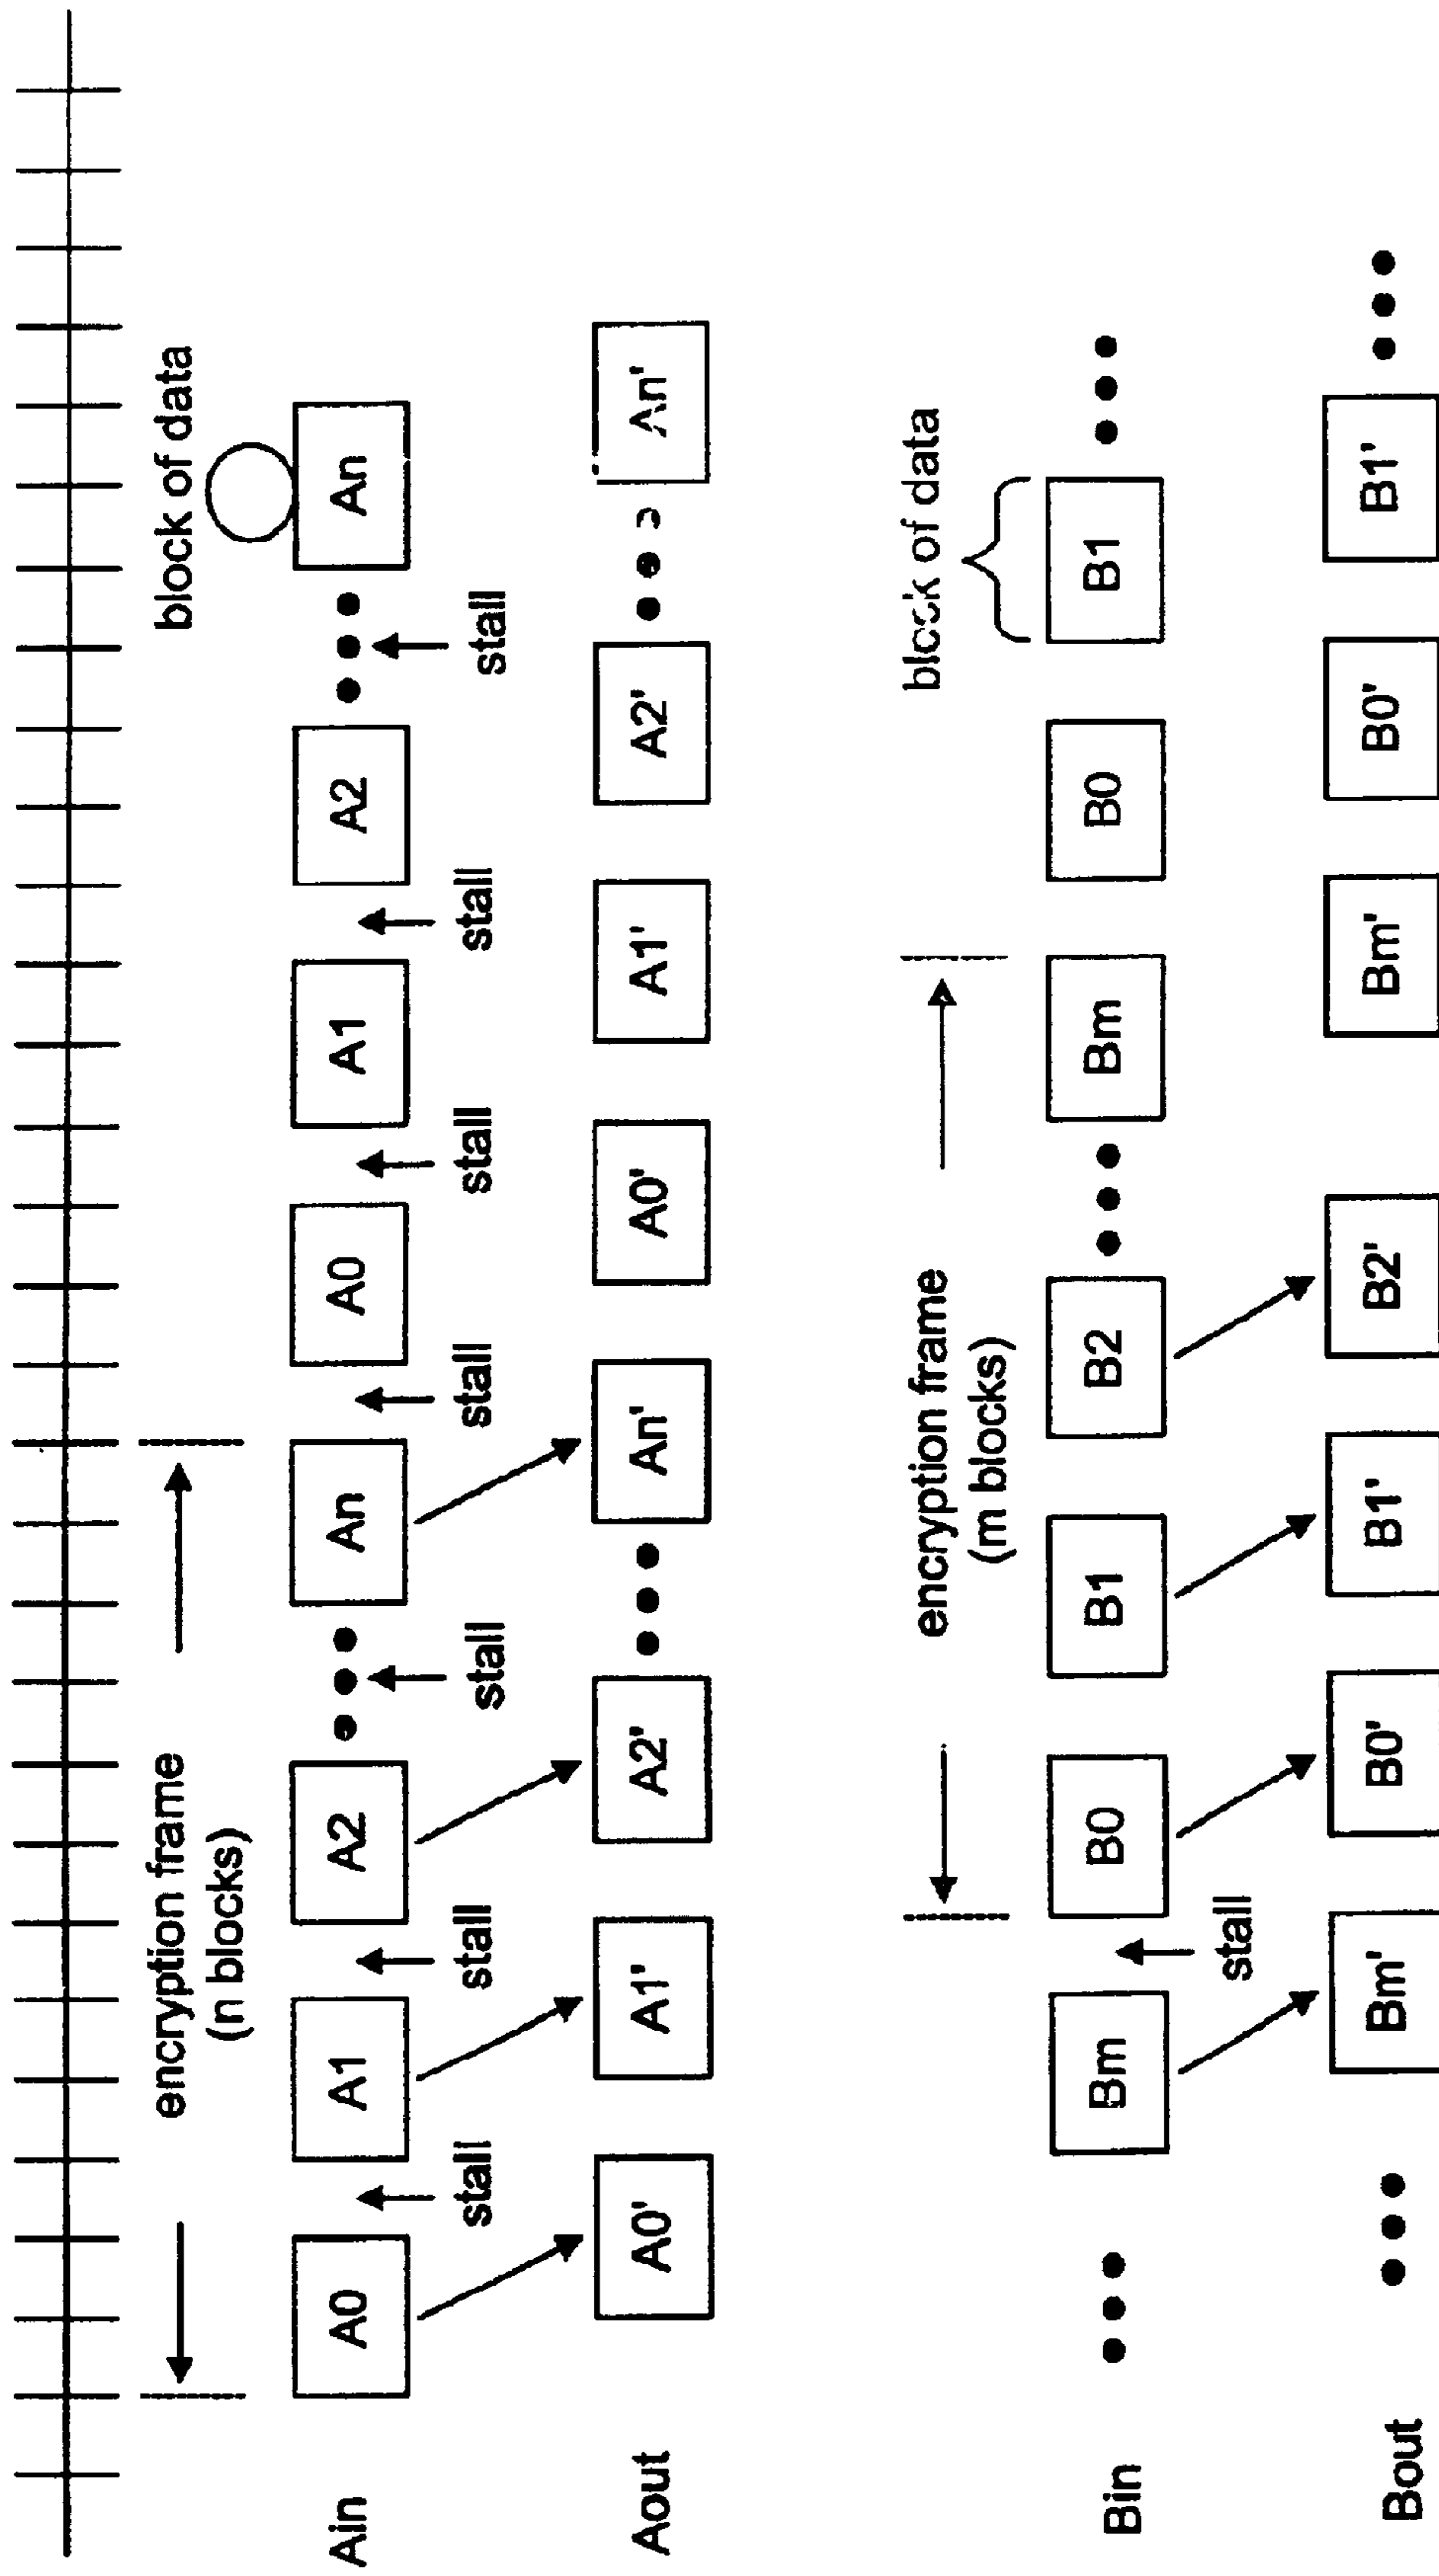 encryption frame
(n blocks)
block of data
Ain
A0
A1
A2
An
A0
A1
A2
An
stall
stall
stall
stall
stall
stall
stall
Aout
A0'
A1'
A2'
An'
A0'
A1'
A2'
An'
encryption frame
(m blocks)
block of data
Bin
Bm
B0
B1
B2
Bm
B0
B1
stall
Bout
Bm'
B0'
B1'
B2'
Bm'
B0'
B1'